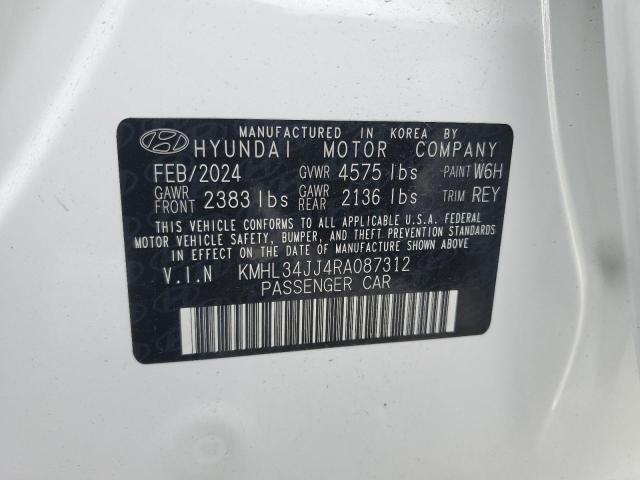 MANUFACTURED IN KOREA BY
HYUNDAI MOTOR COMPANY
FEB/2024 GVWR 4575 lbs PAINT W6H
GAWR FRONT 2383 lbs GAWR REAR 2136 lbs TRIM REY
THIS VEHICLE CONFORMS TO ALL APPLICABLE U.S.A. FEDERAL
MOTOR VEHICLE SAFETY, BUMPER, AND THEFT PREVENTION STANDARDS
IN EFFECT ON THE DATE OF MANUFACTURE SHOWN ABOVE.
V.I.N KMHL34JJ4RA087312
PASSENGER CAR